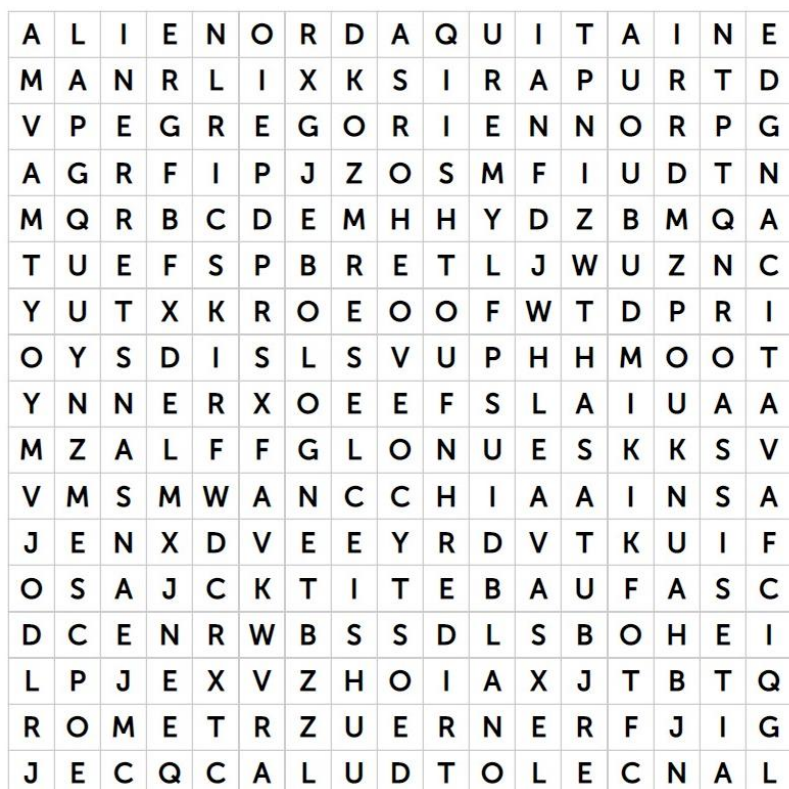 A L I E N O R D A Q U I T A I N E
M A N R L I X K S I R A P U R T D
V P E G R E G O R I E N N O R P G
A G R F I P J Z O S M F I U D T N
M Q R B C D E M H H Y D Z B M Q A
T U E F S P B R E T L J W U Z N C
Y U T X K R O E O O F W T D P R I
O Y S D I S L S V U P H H M O O T
Y N N E R X O E E F S L A I U A A
M Z A L F F G L O N U E S K K S V
V M S M W A N C C H I A A I N S A
J E N X D V E E Y R D V T K U I F
O S A J C K T I T E B A U F A S C
D C E N R W B S S D L S B O H E I
L P J E X V Z H O I A X J T B T Q
R O M E T R Z U E R N E R F J I G
J E C Q C A L U D T O L E C N A L